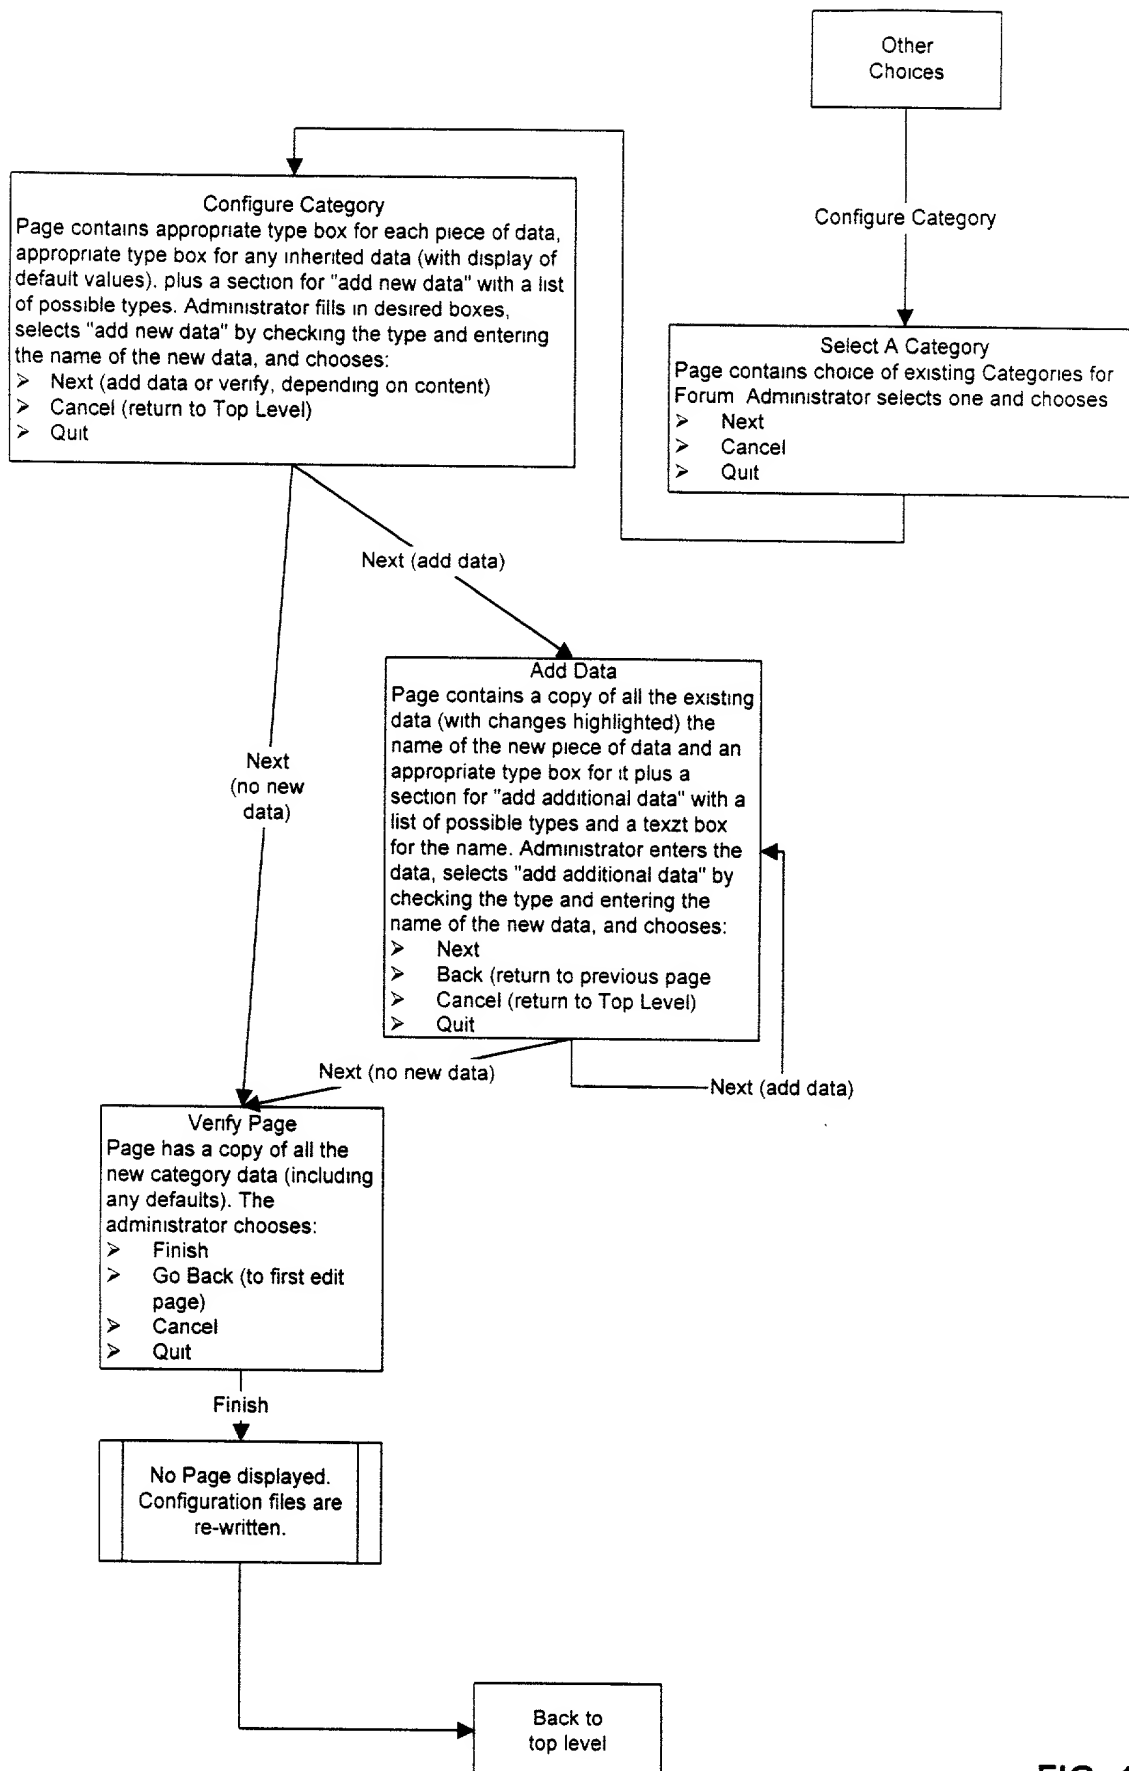 Other
Choices
Configure Category
Configure Category
Page contains appropriate type box for each piece of data,
appropriate type box for any inherited data (with display of
default values). plus a section for "add new data" with a list
of possible types. Administrator fills in desired boxes,
selects "add new data" by checking the type and entering
the name of the new data, and chooses:
➢ Next (add data or verify, depending on content)
➢ Cancel (return to Top Level)
➢ Quit
Select A Category
Page contains choice of existing Categories for
Forum Administrator selects one and chooses
➢ Next
➢ Cancel
➢ Quit
Next (add data)
Next
(no new
data)
Add Data
Page contains a copy of all the existing
data (with changes highlighted) the
name of the new piece of data and an
appropriate type box for it plus a
section for "add additional data" with a
list of possible types and a texzt box
for the name. Administrator enters the
data, selects "add additional data" by
checking the type and entering the
name of the new data, and chooses:
➢ Next
➢ Back (return to previous page
➢ Cancel (return to Top Level)
➢ Quit
Next (no new data)
Next (add data)
Verify Page
Page has a copy of all the
new category data (including
any defaults). The
administrator chooses:
➢ Finish
➢ Go Back (to first edit
page)
➢ Cancel
➢ Quit
Finish
No Page displayed.
Configuration files are
re-written.
Back to
top level